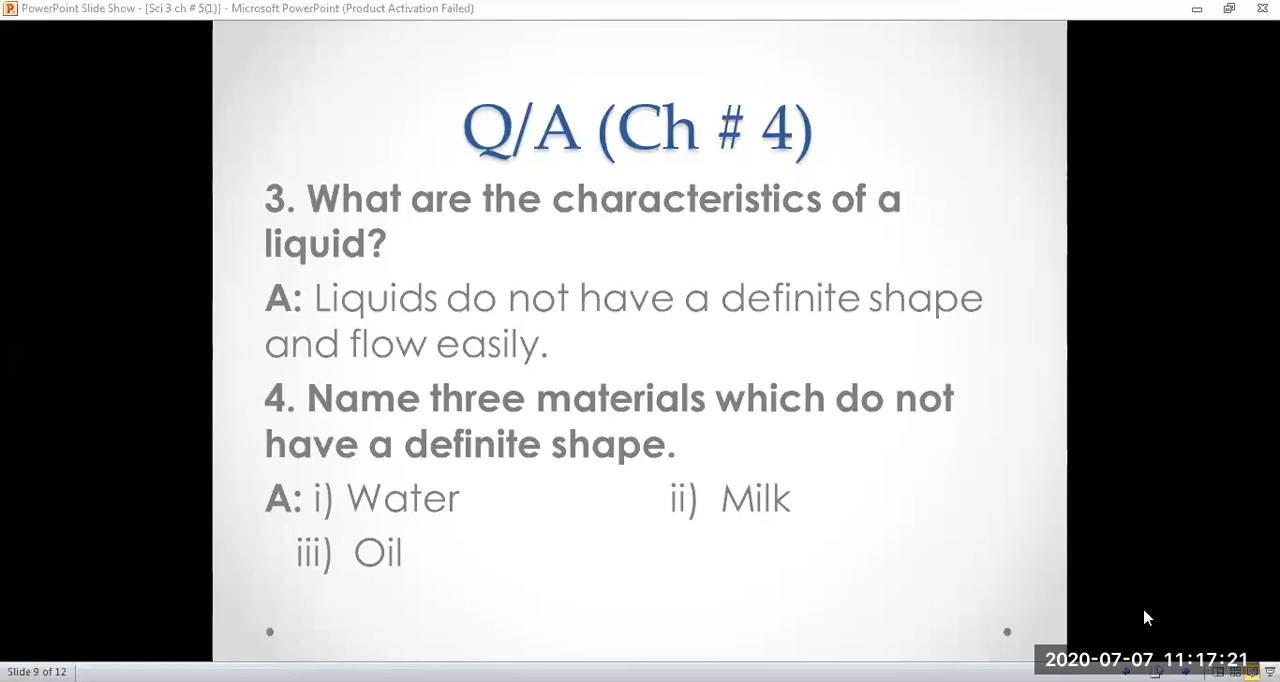 PowerPoint Slide Show - [Sci 3 ch # 5(1)] - Microsoft PowerPoint (Product Activation Failed)
Q/A (Ch # 4)
3. What are the characteristics of a
liquid?
A: Liquids do not have a definite shape
and flow easily.
4. Name three materials which do not
have a definite shape.
A: i) Water ii) Milk
iii) Oil
2020-07-07 11:17:21
Slide 9 of 12